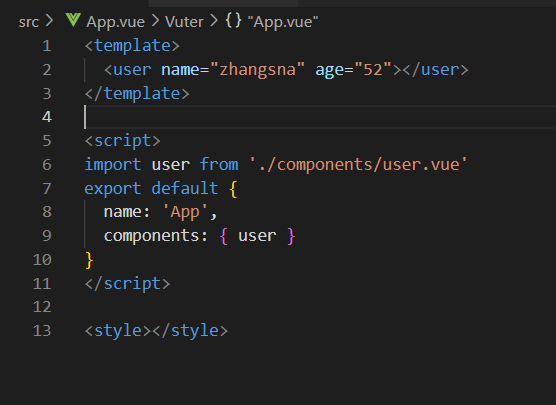 src > App.vue > Vuter > {} "App.vue"
1 <template>
2   <user name="zhangsna" age="52"></user>
3 </template>
4
5 <script>
6 import user from './components/user.vue'
7 export default {
8   name: 'App',
9   components: { user }
10 }
11 </script>
12
13 <style></style>